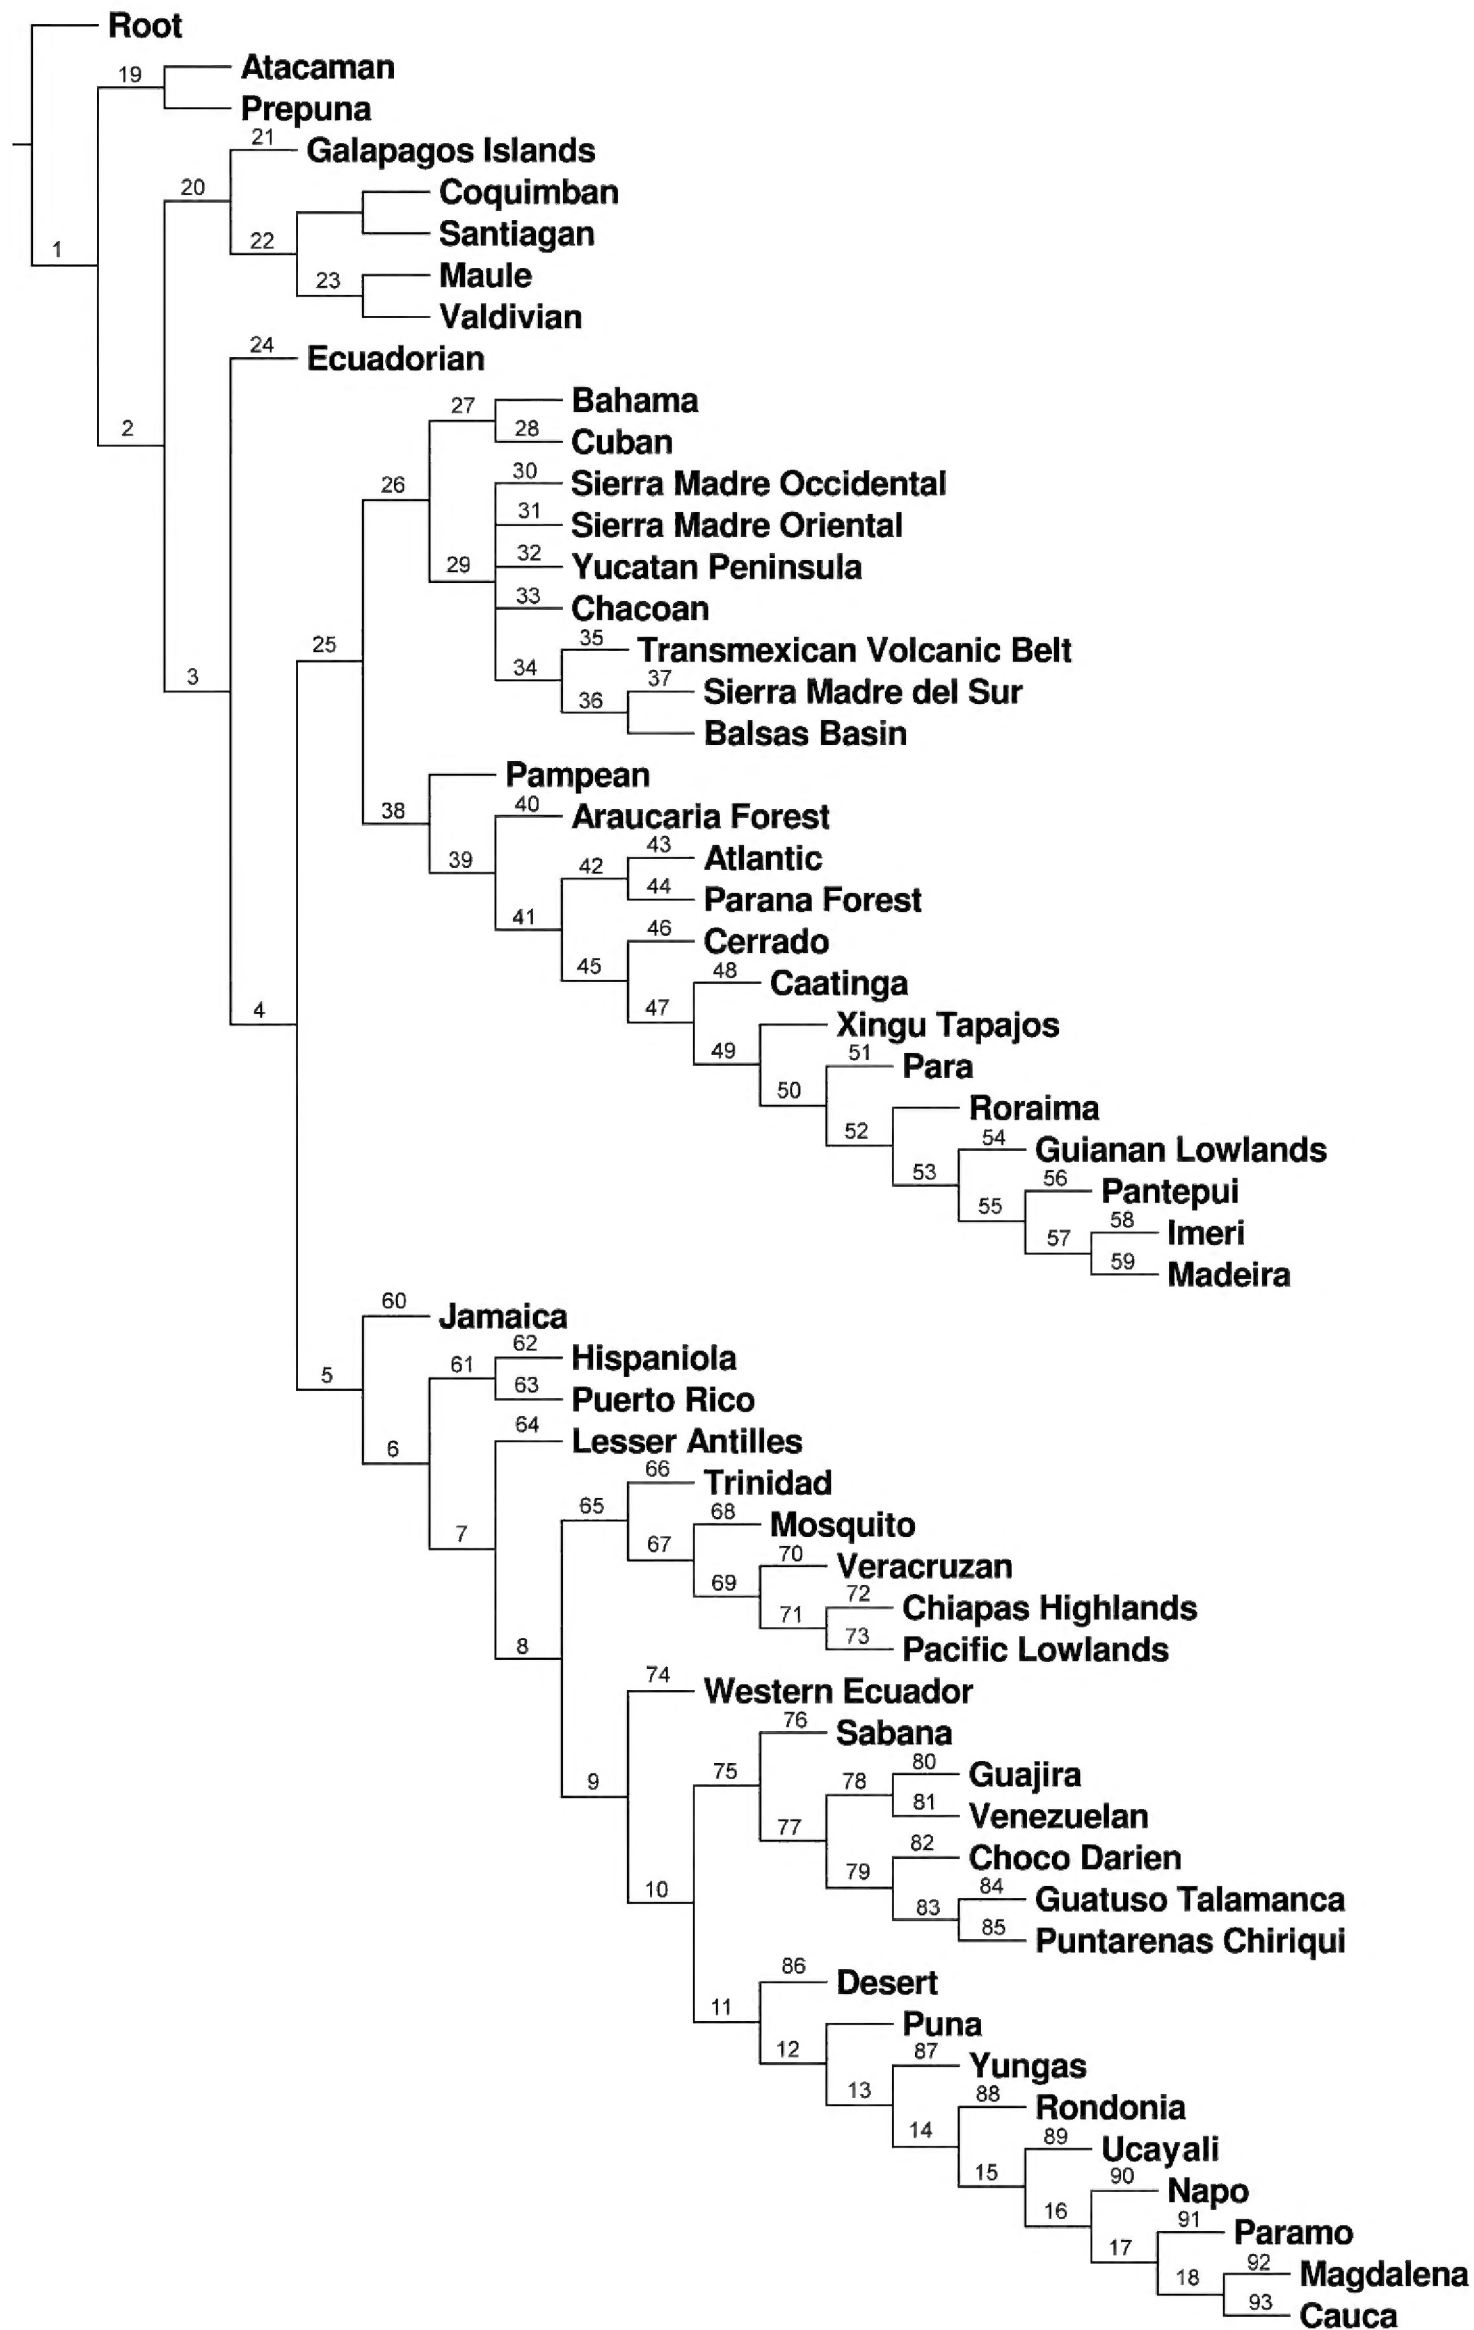 Root
19 Atacaman
Prepuna
21 Galapagos Islands
20 Coquimban
22 Santiagan
1 23 Maule
Valdivian
24 Ecuadorian
27 Bahama
2 28 Cuban
26 30 Sierra Madre Occidental
31 Sierra Madre Oriental
29 32 Yucatan Peninsula
33 Chacoan
25 35 Transmexican Volcanic Belt
3 34 37 Sierra Madre del Sur
36 Balsas Basin
Pampean
38 40 Araucaria Forest
39 42 43 Atlantic
44 Parana Forest
41 46 Cerrado
45 48 Caatinga
4 47 Xingu Tapajos
49 51 Para
50 Roraima
52 54 Guianan Lowlands
53 56 Pantepui
55 58 Imeri
57 59 Madeira
60 Jamaica
5 61 62 Hispaniola
63 Puerto Rico
6 64 Lesser Antilles
65 66 Trinidad
7 67 68 Mosquito
69 70 Veracruzan
71 72 Chiapas Highlands
8 73 Pacific Lowlands
74 Western Ecuador
76 Sabana
9 75 78 80 Guajira
77 81 Venezuelan
79 82 Choco Darien
10 83 84 Guatuso Talamanca
85 Puntarenas Chiriqui
86 Desert
11 Puna
12 87 Yungas
13 88 Rondonia
14 89 Ucayali
15 90 Napo
16 91 Paramo
17 92 Magdalena
18 93 Cauca